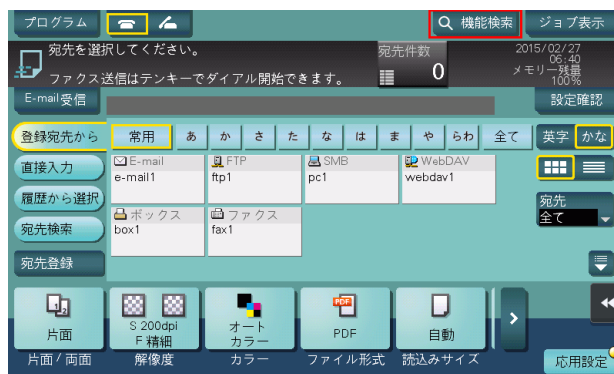 プログラム
機能検索
ジョブ表示
宛先を選択してください。
ファクス送信はテンキーでダイアル開始できます。
宛先件数
0
2015/02/27
06:40
メモリー残量
100%
E-mail受信
設定確認
登録宛先から
常用
あ
か
さ
た
な
は
ま
や
らわ
全て
英字
かな
直接入力
履歴から選択
宛先検索
宛先登録
E-mail
e-mail1
FTP
ftp1
SMB
pc1
WebDAV
webdav1
ボックス
box1
ファクス
fax1
宛先
全て
片面
S 200dpi
F 精細
オート
カラー
PDF
PDF
自動
片面 / 両面
解像度
カラー
ファイル形式
読込みサイズ
応用設定